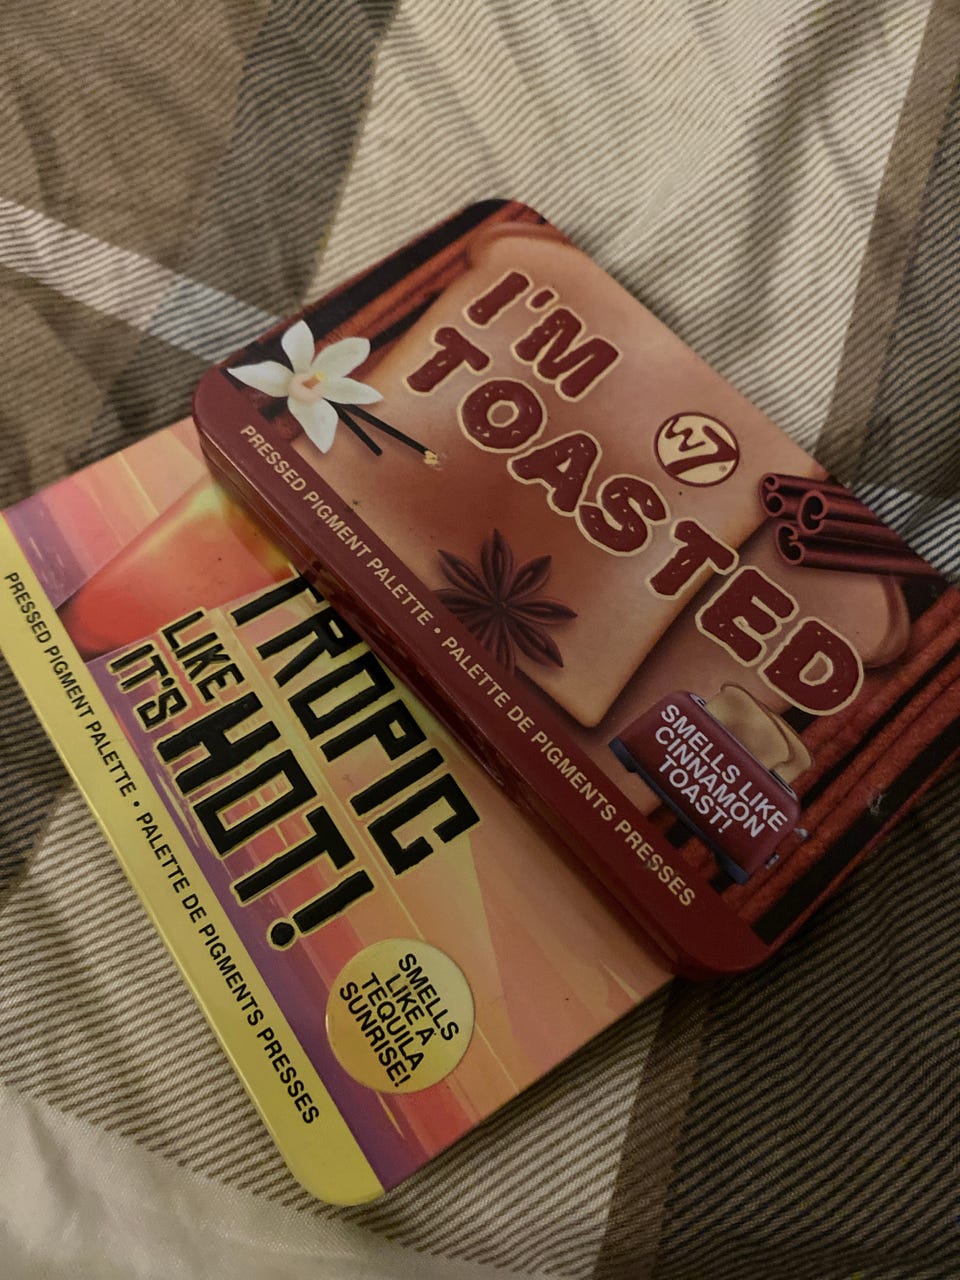 I'M
TOASTED
W7
PRESSED PIGMENT PALETTE • PALETTE DE PIGMENTS PRESSES
SMELLS LIKE
CINNAMON
TOAST!
TROPIC
LIKE
IT'S
HOT!
PRESSED PIGMENT PALETTE • PALETTE DE PIGMENTS PRESSES
SMELLS
LIKE A
TEQUILA
SUNRISE!